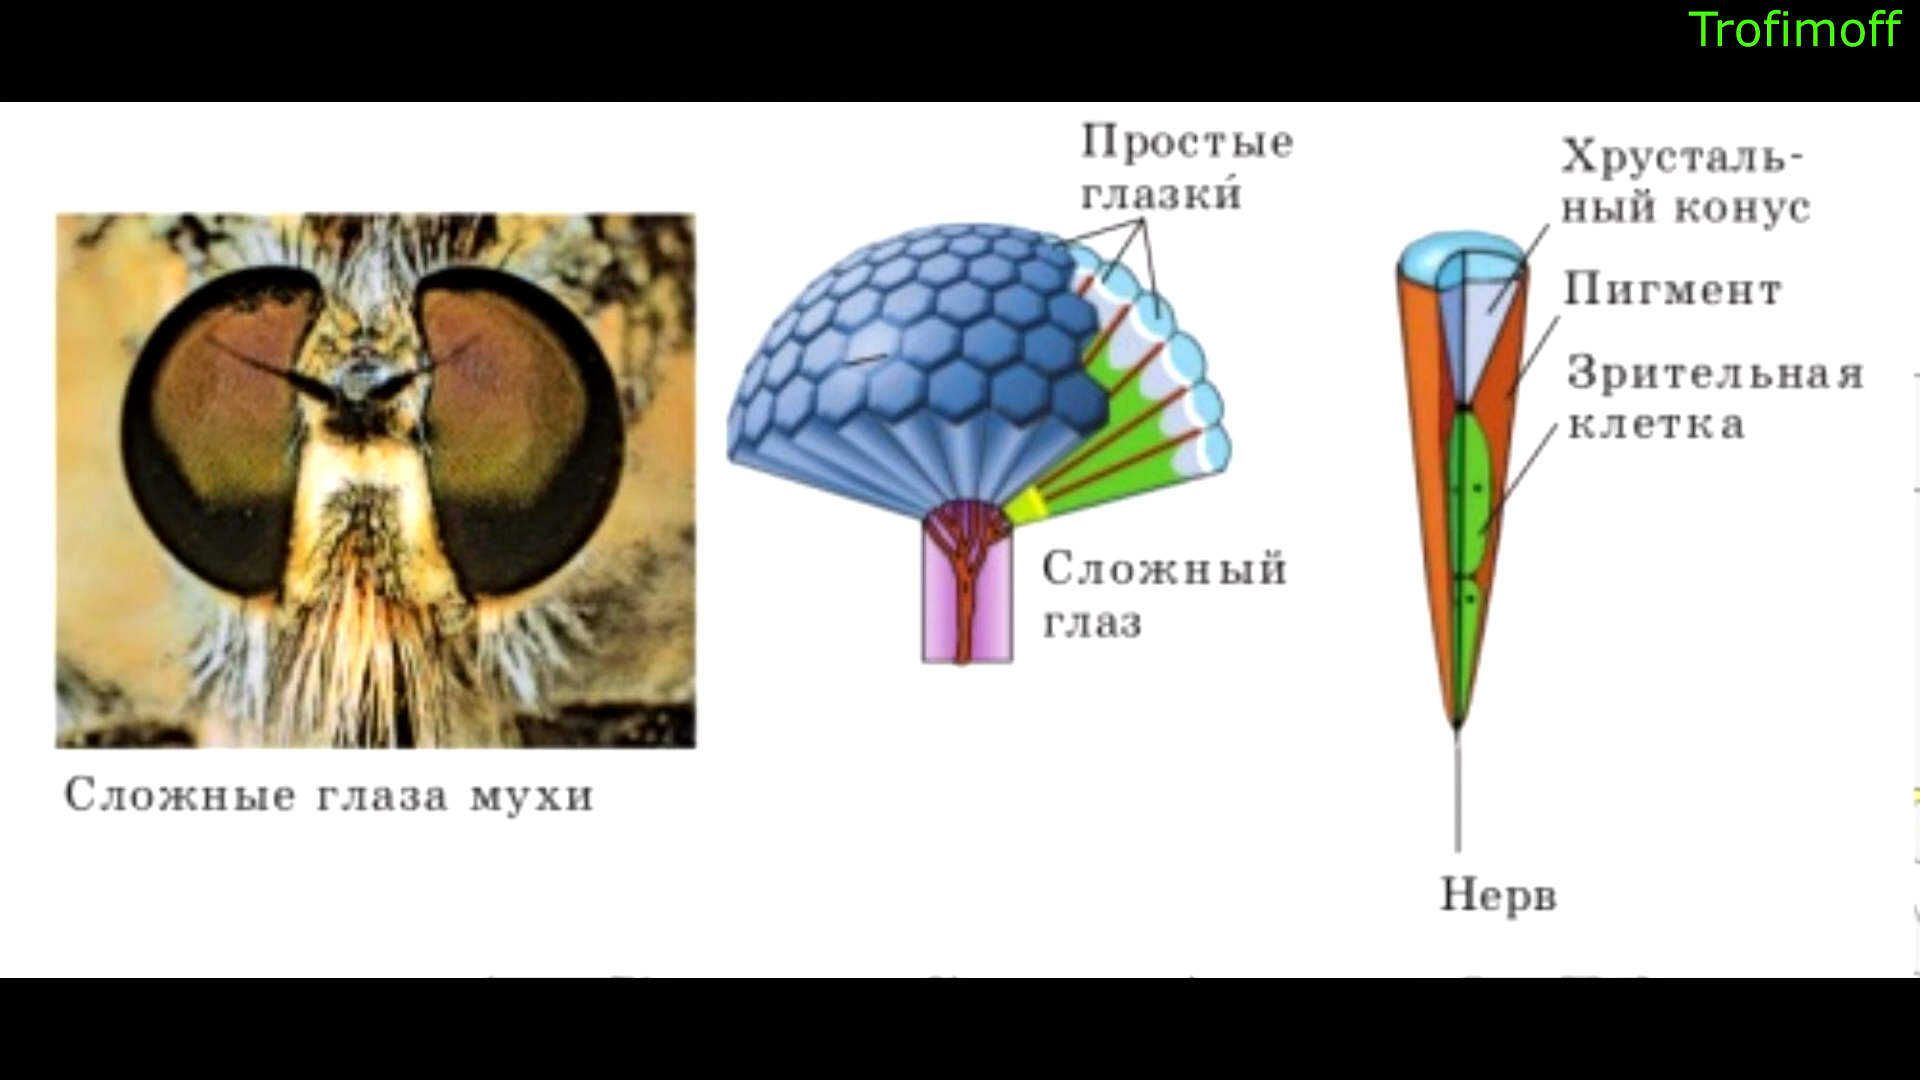 Trofimoff
Простые
глазки́
Хрусталь-
ный конус
Пигмент
Зрительная
клетка
Сложный
глаз
Сложные глаза мухи
Нерв